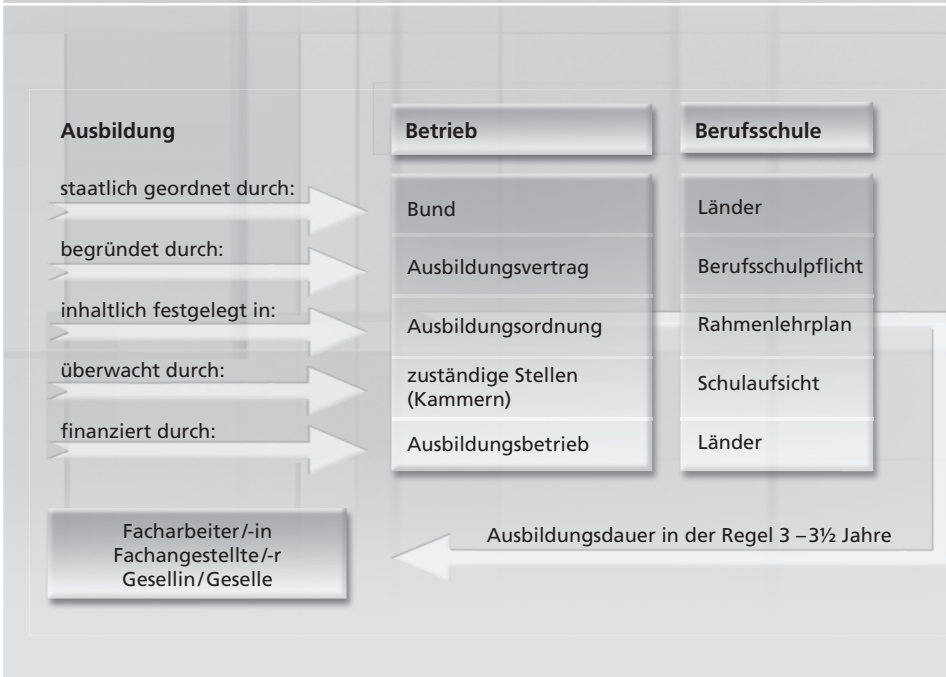 Ausbildung Betrieb Berufsschule
staatlich geordnet durch: Bund Länder
begründet durch: Ausbildungsvertrag Berufsschulpflicht
inhaltlich festgelegt in: Ausbildungsordnung Rahmenlehrplan
überwacht durch: zuständige Stellen Schulaufsicht
(Kammern)
finanziert durch: Ausbildungsbetrieb Länder
Ausbildungsdauer in der Regel 3 – 3½ Jahre
Facharbeiter/-in
Fachangestellte/-r
Gesellin/Geselle